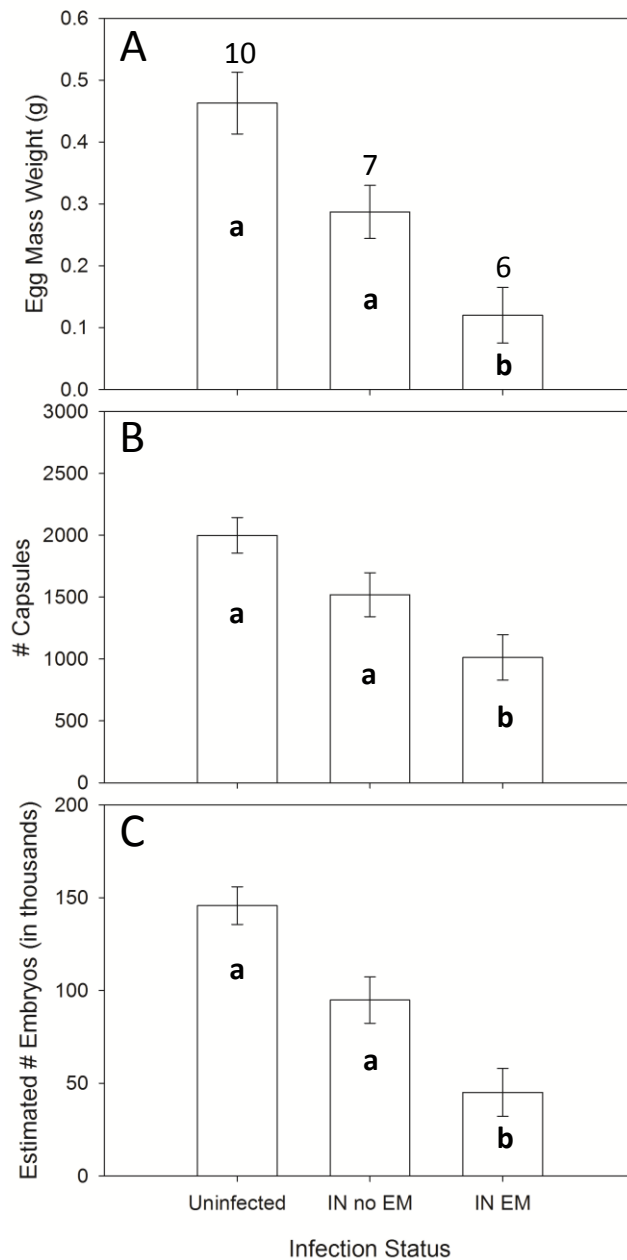 A
10
7
6
a
a
b
0.6
0.5
0.4
0.3
0.2
0.1
0.0
Egg Mass Weight (g)
B
a
a
b
3000
2500
2000
1500
1000
500
0
# Capsules
C
a
a
b
200
150
100
50
0
Estimated # Embryos (in thousands)
Uninfected IN no EM IN EM
Infection Status